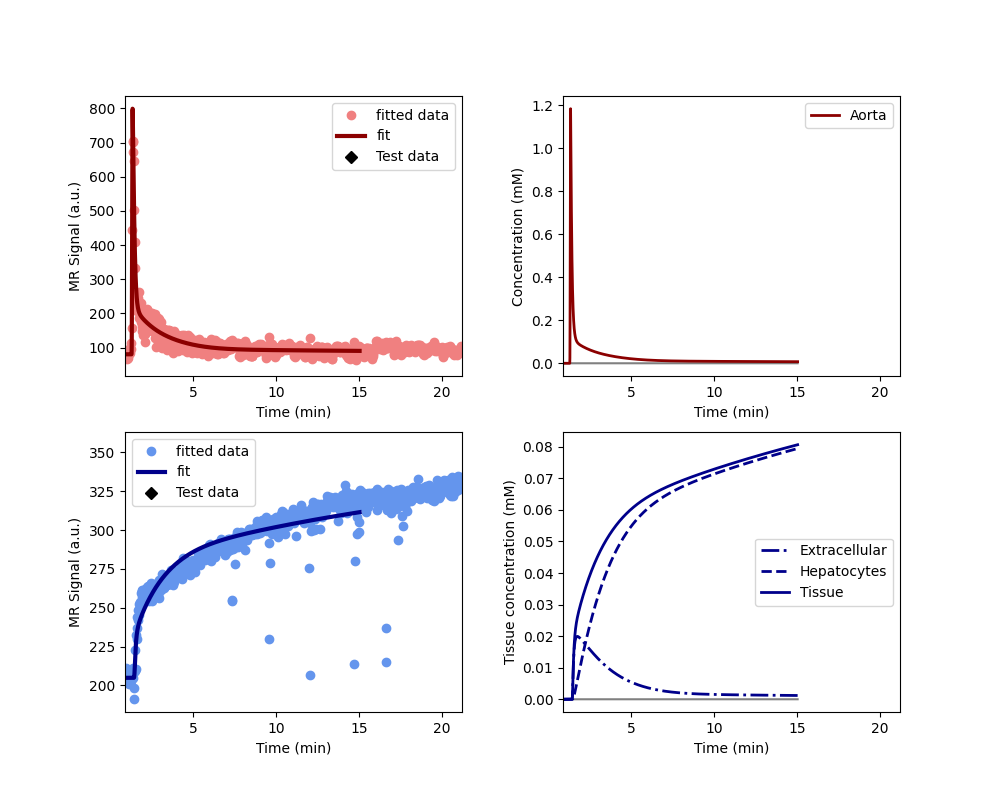 800
700
600
500
400
300
200
100
MR Signal (a.u.)
fitted data
fit
Test data
5
10
15
20
Time (min)
1.2
1.0
0.8
0.6
0.4
0.2
0.0
Concentration (mM)
Aorta
5
10
15
20
Time (min)
350
325
300
275
250
225
200
MR Signal (a.u.)
fitted data
fit
Test data
5
10
15
20
Time (min)
0.08
0.07
0.06
0.05
0.04
0.03
0.02
0.01
0.00
Tissue concentration (mM)
Extracellular
Hepatocytes
Tissue
5
10
15
20
Time (min)